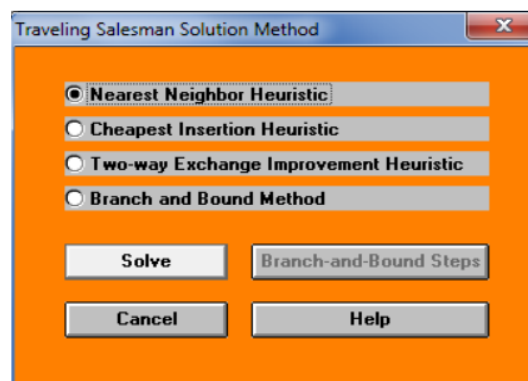 Traveling Salesman Solution Method
Nearest Neighbor Heuristic
Cheapest Insertion Heuristic
Two-way Exchange Improvement Heuristic
Branch and Bound Method
Solve Branch-and-Bound Steps
Cancel Help